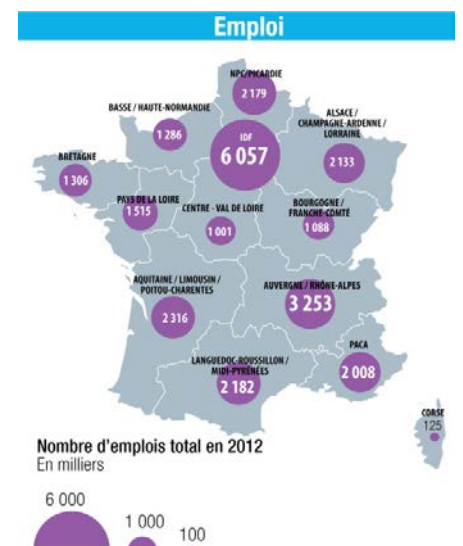 Emploi
NPC/PICARDIE
2 179
BASSE / HAUTE-NORMANDIE
1 286
IDF
6 057
ALSACE /
CHAMPAGNE-ARDENNE /
LORRAINE
2 133
BRETAGNE
1 306
PAYS DE LA LOIRE
1 515
CENTRE - VAL DE LOIRE
1 001
BOURGOGNE /
FRANCHE-COMTÉ
1 088
AQUITAINE / LIMOUSIN /
POITOU-CHARENTES
2 316
AUVERGNE / RHÔNE-ALPES
3 253
LANGUEDOC-ROUSSILLON /
MIDI-PYRÉNÉES
2 182
PACA
2 008
CORSE
125
Nombre d'emplois total en 2012
En milliers
6 000
1 000
100